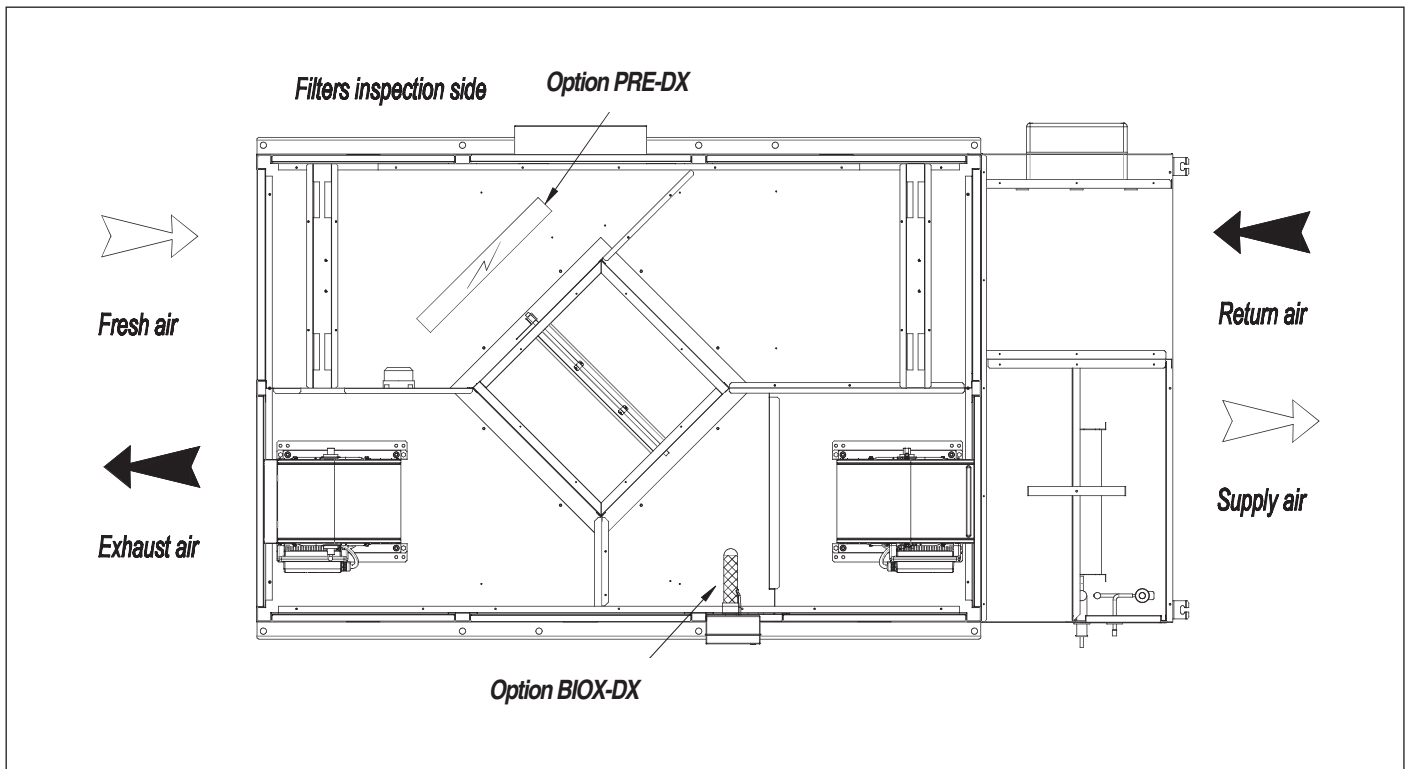 Filters inspection side
Option PRE-DX
Fresh air
Return air
Exhaust air
Supply air
Option BIOX-DX